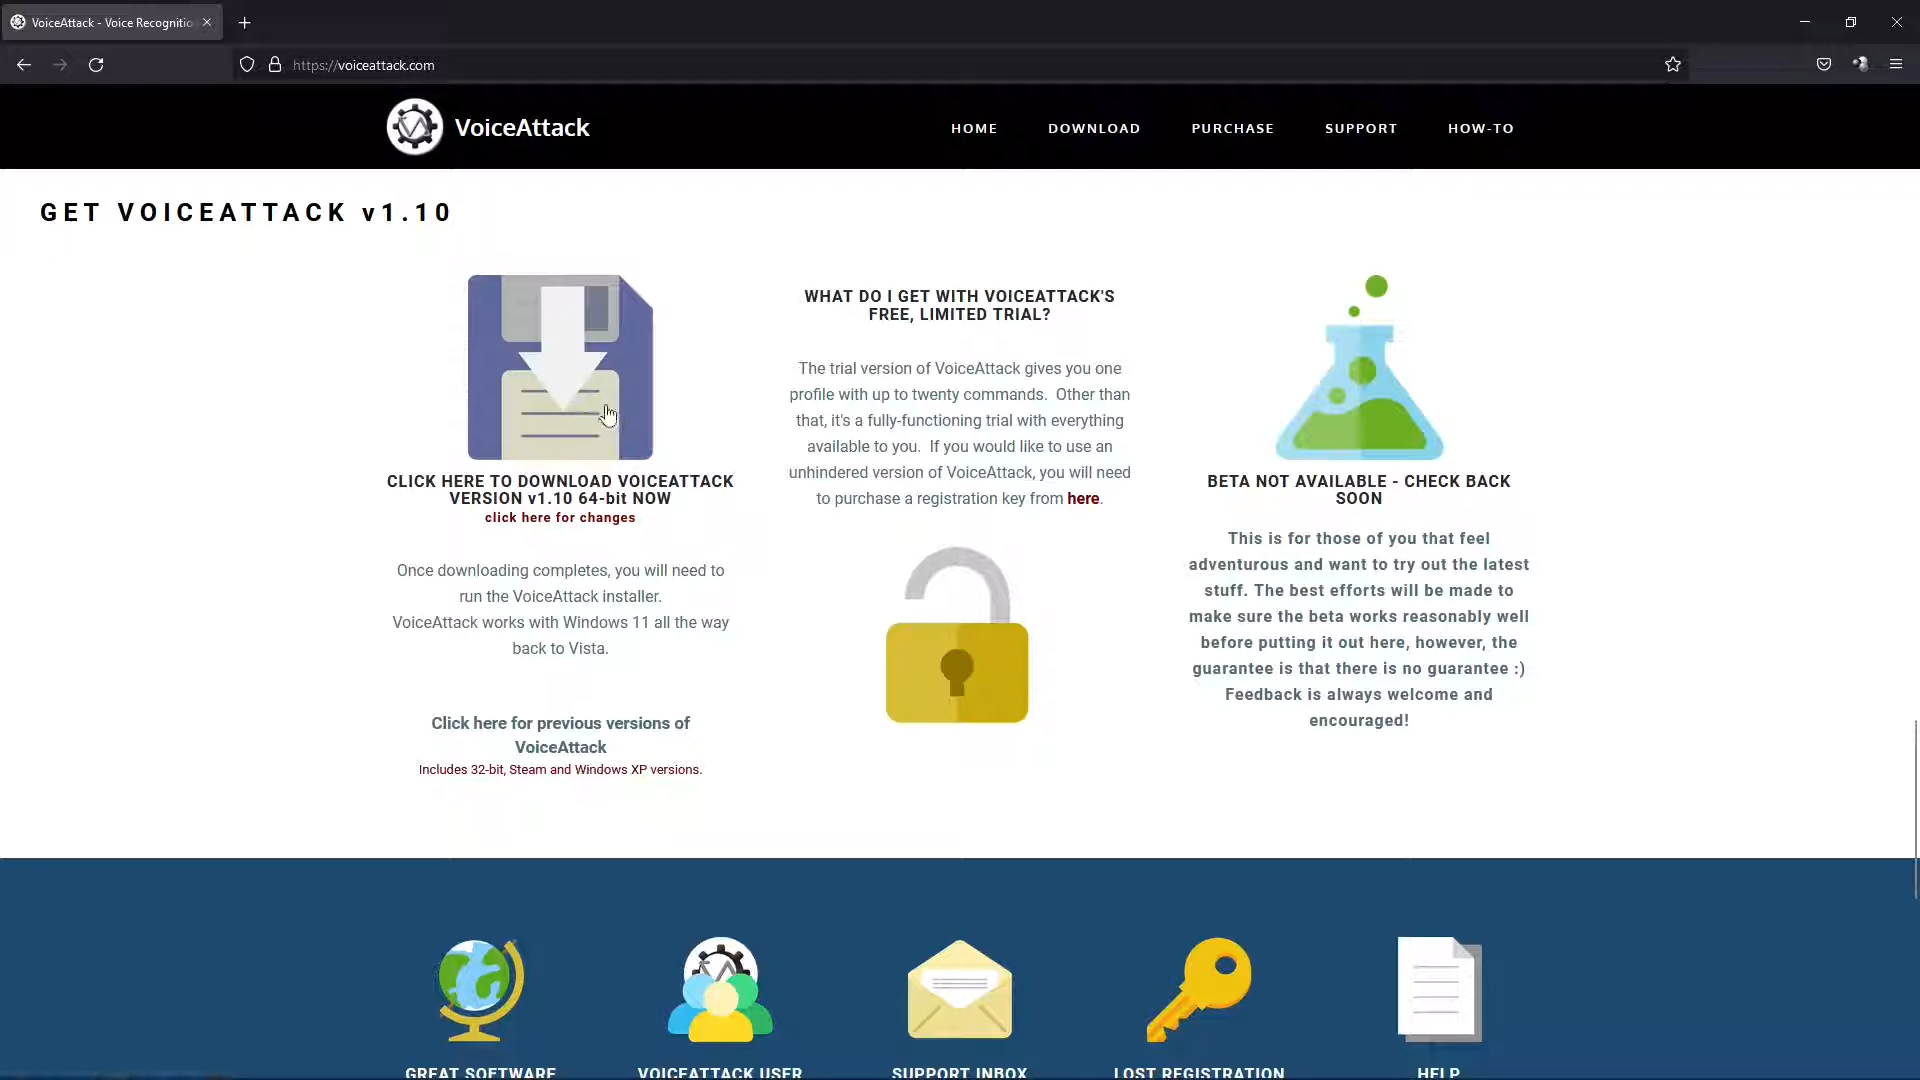 VoiceAttack - Voice Recognitio
https://voiceattack.com
VoiceAttack
HOME
DOWNLOAD
PURCHASE
SUPPORT
HOW-TO
GET VOICEATTACK v1.10
CLICK HERE TO DOWNLOAD VOICEATTACK
VERSION v1.10 64-bit NOW
click here for changes
Once downloading completes, you will need to
run the VoiceAttack installer.
VoiceAttack works with Windows 11 all the way
back to Vista.
Click here for previous versions of
VoiceAttack
Includes 32-bit, Steam and Windows XP versions.
WHAT DO I GET WITH VOICEATTACK'S
FREE, LIMITED TRIAL?
The trial version of VoiceAttack gives you one
profile with up to twenty commands. Other than
that, it's a fully-functioning trial with everything
available to you. If you would like to use an
unhindered version of VoiceAttack, you will need
to purchase a registration key from here.
BETA NOT AVAILABLE - CHECK BACK
SOON
This is for those of you that feel
adventurous and want to try out the latest
stuff. The best efforts will be made to
make sure the beta works reasonably well
before putting it out here, however, the
guarantee is that there is no guarantee :)
Feedback is always welcome and
encouraged!
GREAT SOFTWARE
VOICEATTACK USER
SUPPORT INBOX
LOST REGISTRATION
HELP